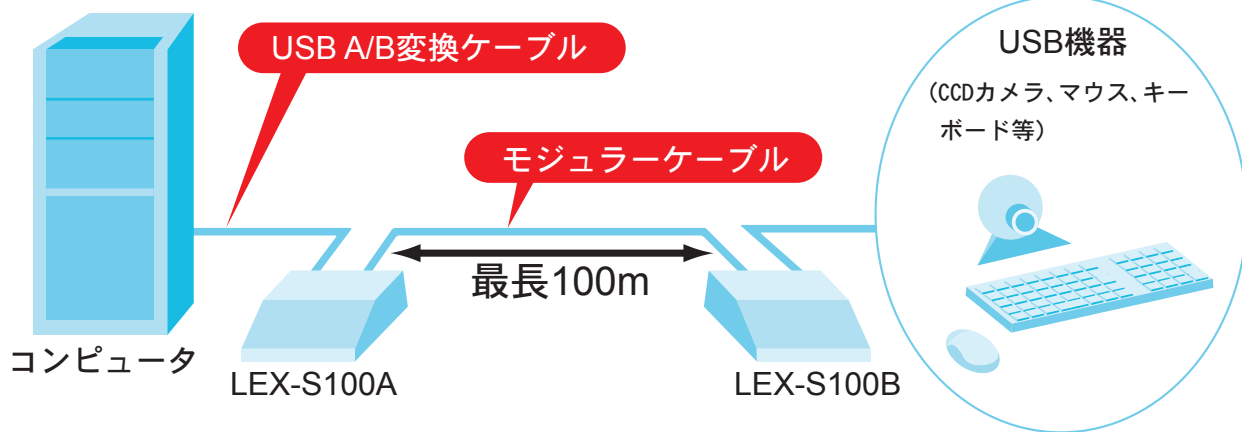 USB A/B変換ケーブル
USB機器
（CCDカメラ、マウス、キー
ボード等）
モジュラーケーブル
最長100m
コンピュータ
LEX-S100A
LEX-S100B